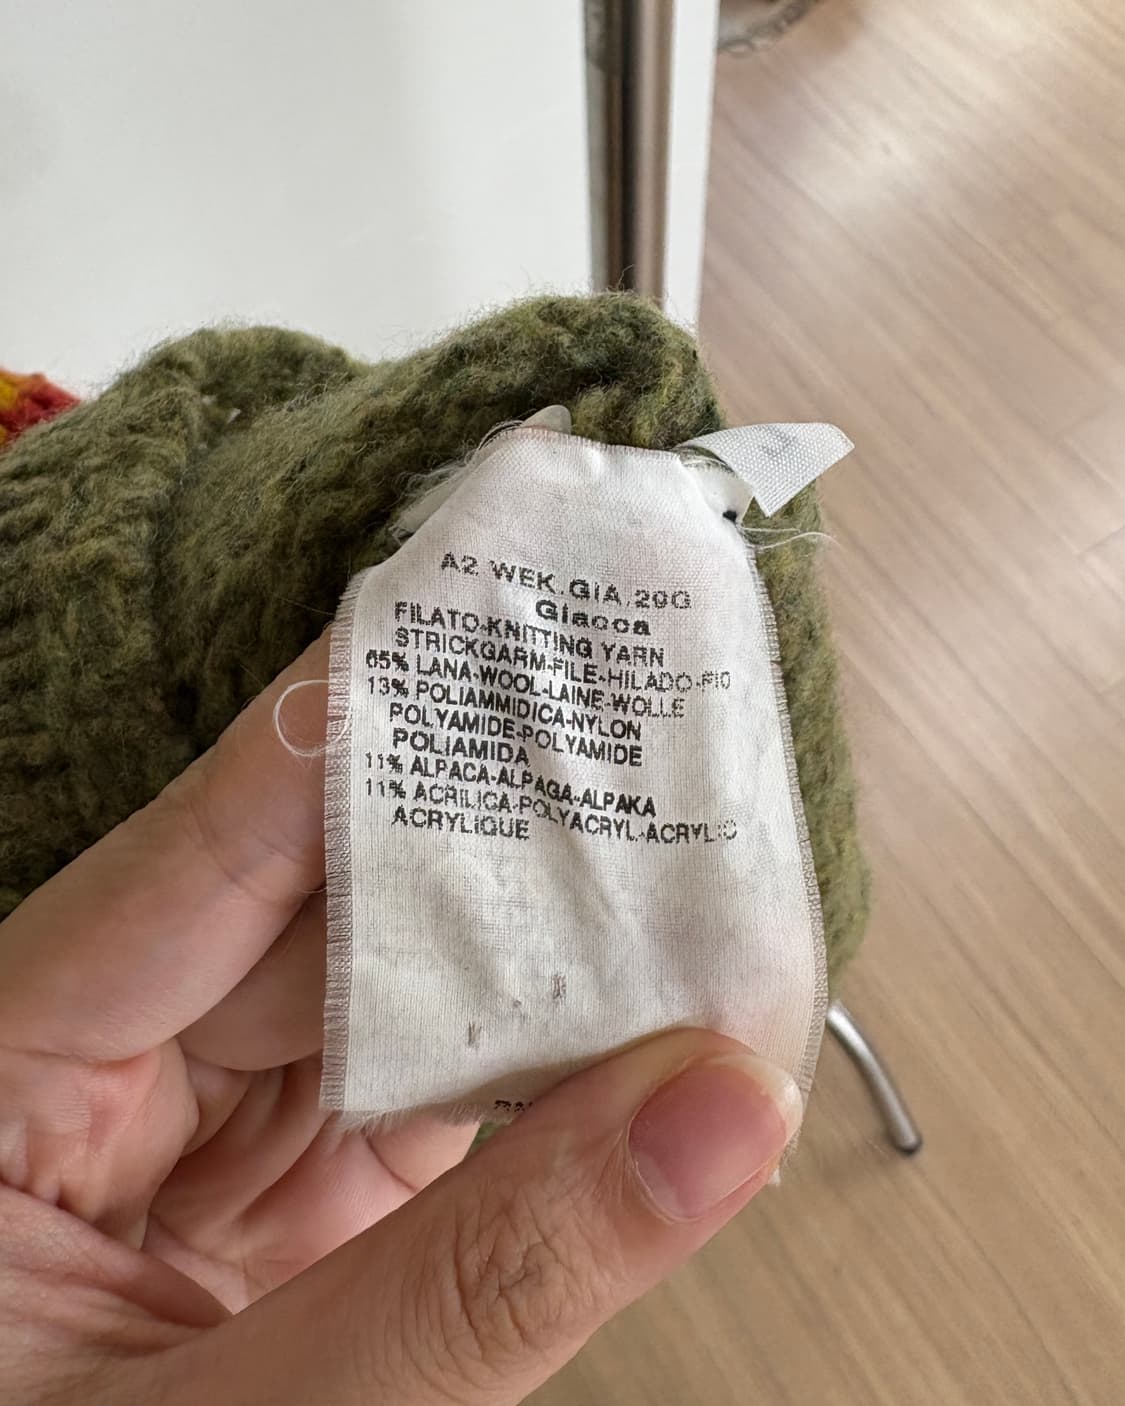 A2 WEK.GIA.20G
Giacca
FILATO-KNITTING YARN
STRICKGARM-FILE-HILADO-FIO
65% LANA-WOOL-LAINE-WOLLE
13% POLIAMMIDICA-NYLON
POLYAMIDE-POLYAMIDE
POLIAMIDA
11% ALPACA-ALPAGA-ALPAKA
11% ACRILICA-POLYACRYL-ACRYLIC
ACRYLIQUE